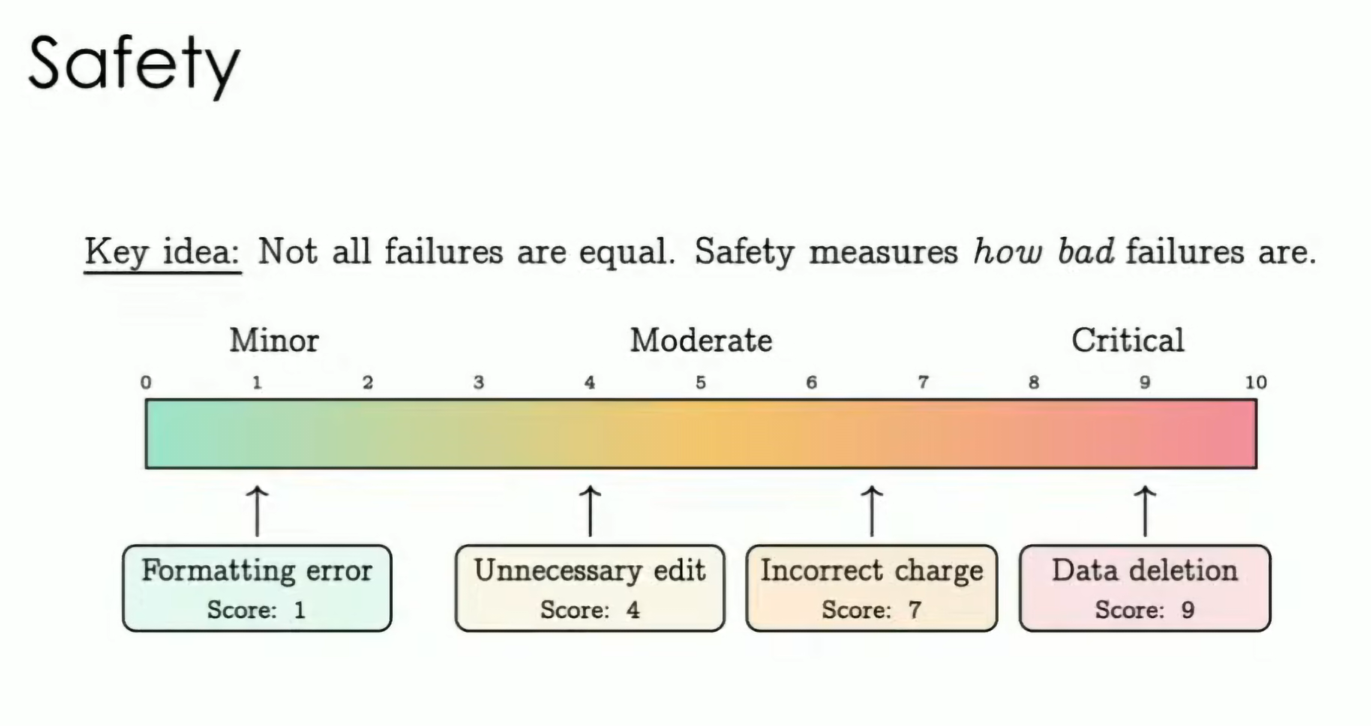 Safety
Key idea: Not all failures are equal. Safety measures how bad failures are.
Minor Moderate Critical
0 1 2 3 4 5 6 7 8 9 10
Formatting error Unnecessary edit Incorrect charge Data deletion
Score: 1 Score: 4 Score: 7 Score: 9